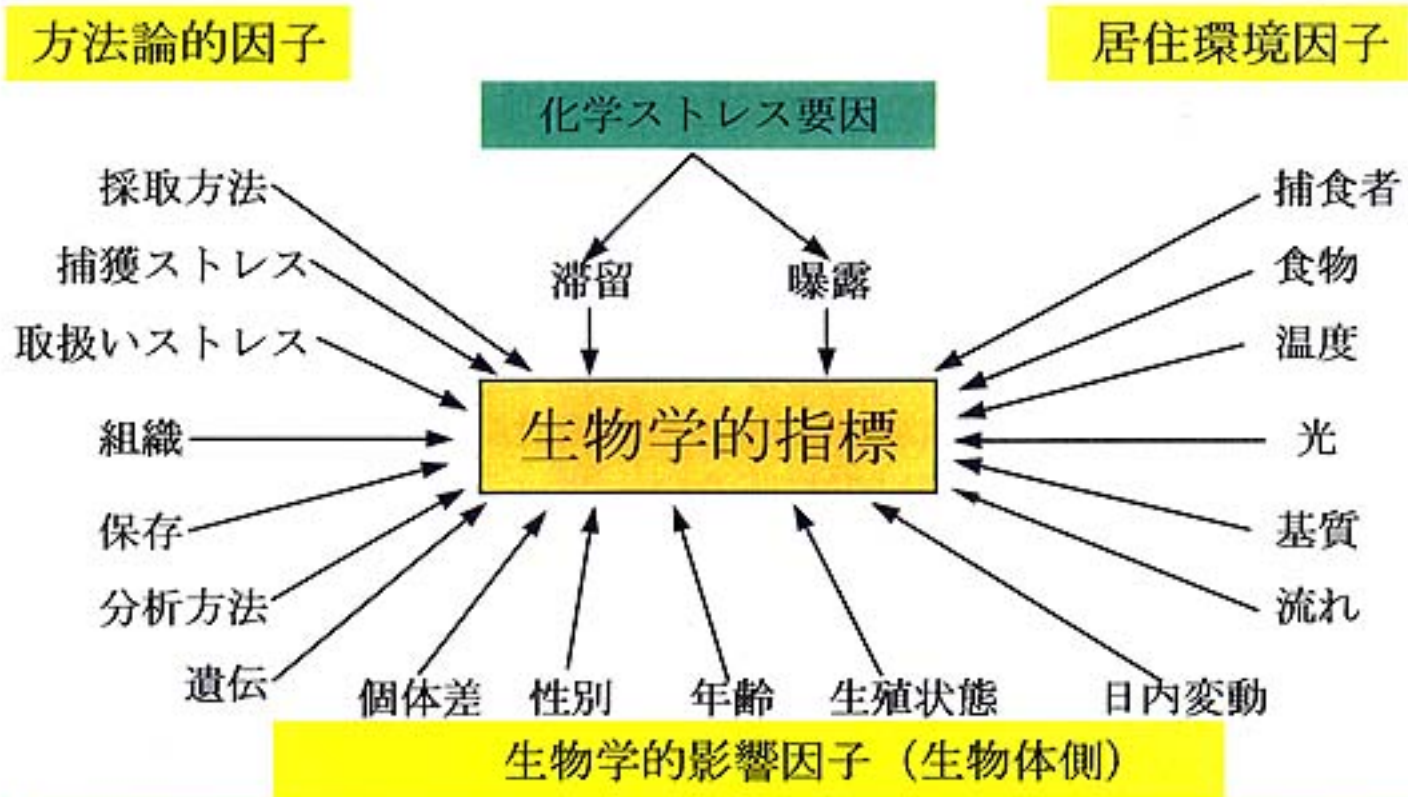 方法論的因子
居住環境因子
化学ストレス要因
採取方法
捕獲ストレス
取扱いストレス
組織
保存
分析方法
遺伝
滞留
曝露
生物学的指標
捕食者
食物
温度
光
基質
流れ
個体差
性別
年齢
生殖状態
日内変動
生物学的影響因子（生物体側）